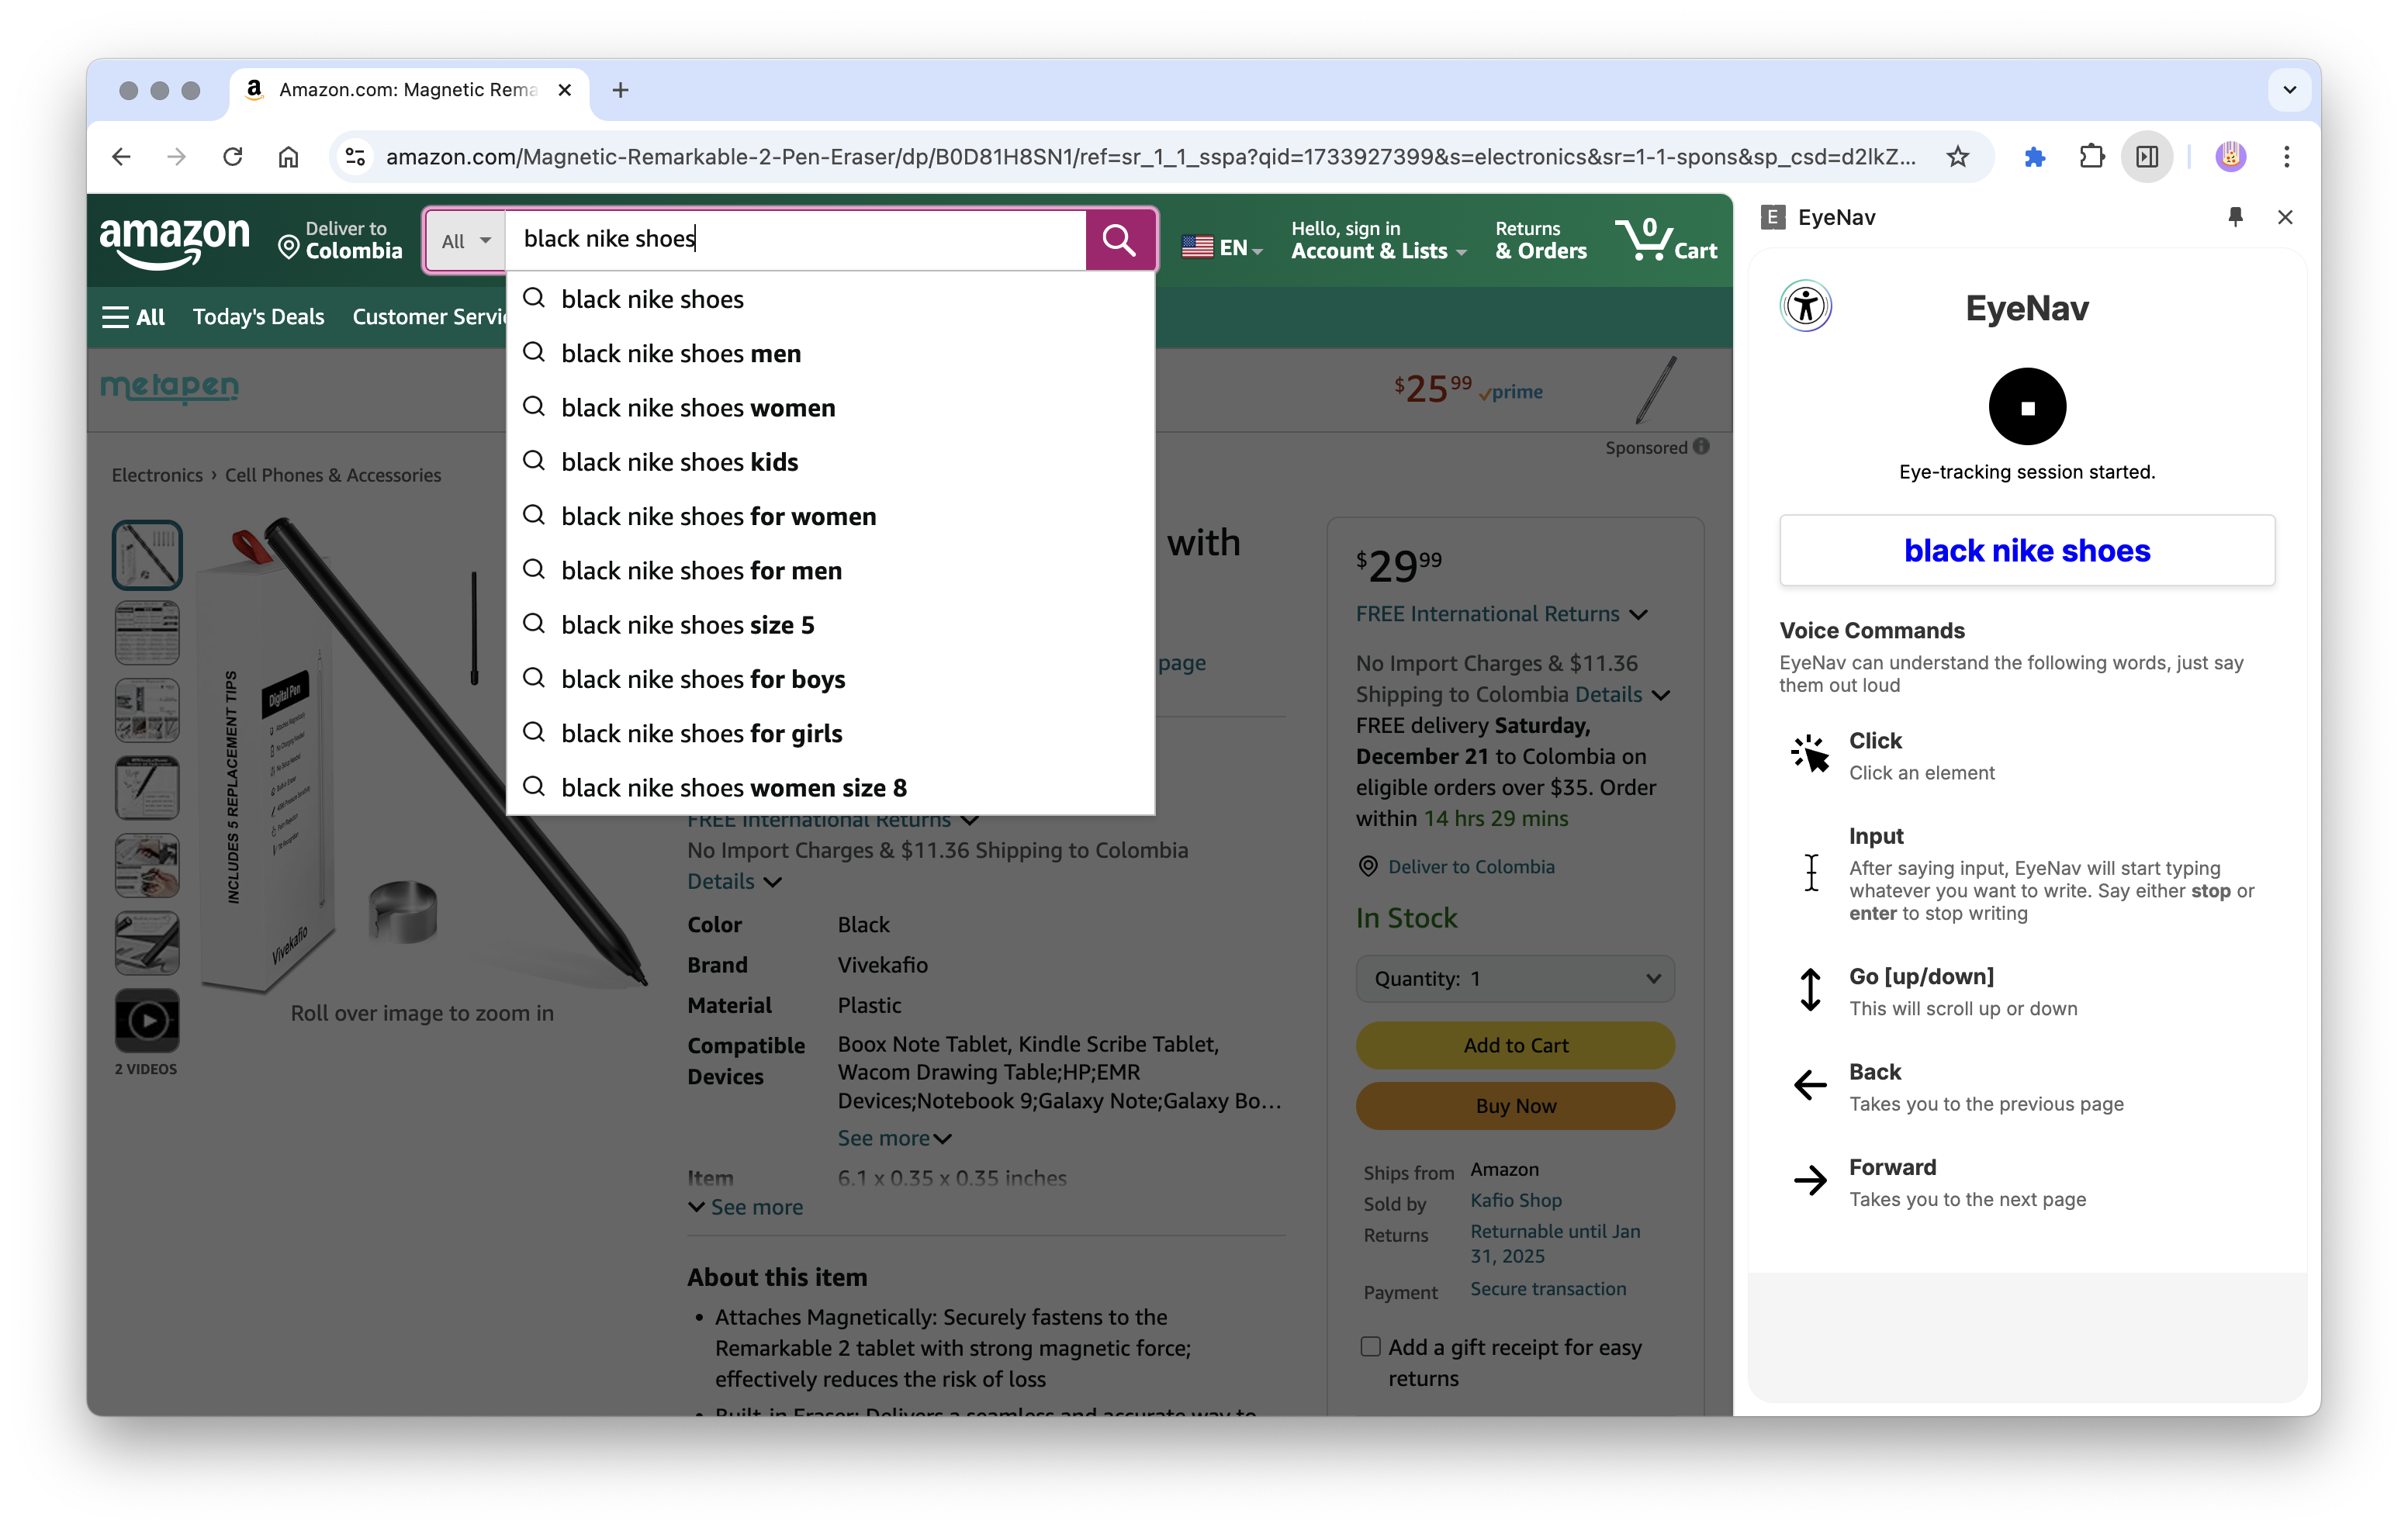 Amazon.com: Magnetic Rema
amazon.com/Magnetic-Remarkable-2-Pen-Eraser/dp/B0D81H8SN1/ref=sr_1_1_sspa?qid=1733927399&s=electronics&sr=1-1-spons&sp_csd=d2lkZ...
amazon
Deliver to
Colombia
All
black nike shoes
EN
Hello, sign in
Account & Lists
Returns
& Orders
0
Cart
All
Today's Deals
Customer Servi
black nike shoes
black nike shoes men
black nike shoes women
black nike shoes kids
black nike shoes for women
black nike shoes for men
black nike shoes size 5
black nike shoes for boys
black nike shoes for girls
black nike shoes women size 8
metapen
$25.99
prime
Sponsored
Electronics › Cell Phones & Accessories
INCLUDES 5 REPLACEMENT TIPS
Digital Pen
Vivekafio
Roll over image to zoom in
2 VIDEOS
with
page
FREE International Returns
No Import Charges & $11.36 Shipping to Colombia
Details
Color Black
Brand Vivekafio
Material Plastic
Compatible Devices
Boox Note Tablet, Kindle Scribe Tablet,
Wacom Drawing Table;HP;EMR
Devices;Notebook 9;Galaxy Note;Galaxy Bo...
See more
Item 6.1 x 0.35 x 0.35 inches
See more
About this item
• Attaches Magnetically: Securely fastens to the
Remarkable 2 tablet with strong magnetic force;
effectively reduces the risk of loss
• Built-in Eraser: Delivers a seamless and accurate way to
$29.99
FREE International Returns
No Import Charges & $11.36
Shipping to Colombia Details
FREE delivery Saturday,
December 21 to Colombia on
eligible orders over $35. Order
within 14 hrs 29 mins
Deliver to Colombia
In Stock
Quantity: 1
Add to Cart
Buy Now
Ships from Amazon
Sold by Kafio Shop
Returns Returnable until Jan
31, 2025
Payment Secure transaction
Add a gift receipt for easy
returns
E EyeNav
EyeNav
Eye-tracking session started.
black nike shoes
Voice Commands
EyeNav can understand the following words, just say
them out loud
Click
Click an element
Input
After saying input, EyeNav will start typing
whatever you want to write. Say either stop or
enter to stop writing
Go [up/down]
This will scroll up or down
Back
Takes you to the previous page
Forward
Takes you to the next page